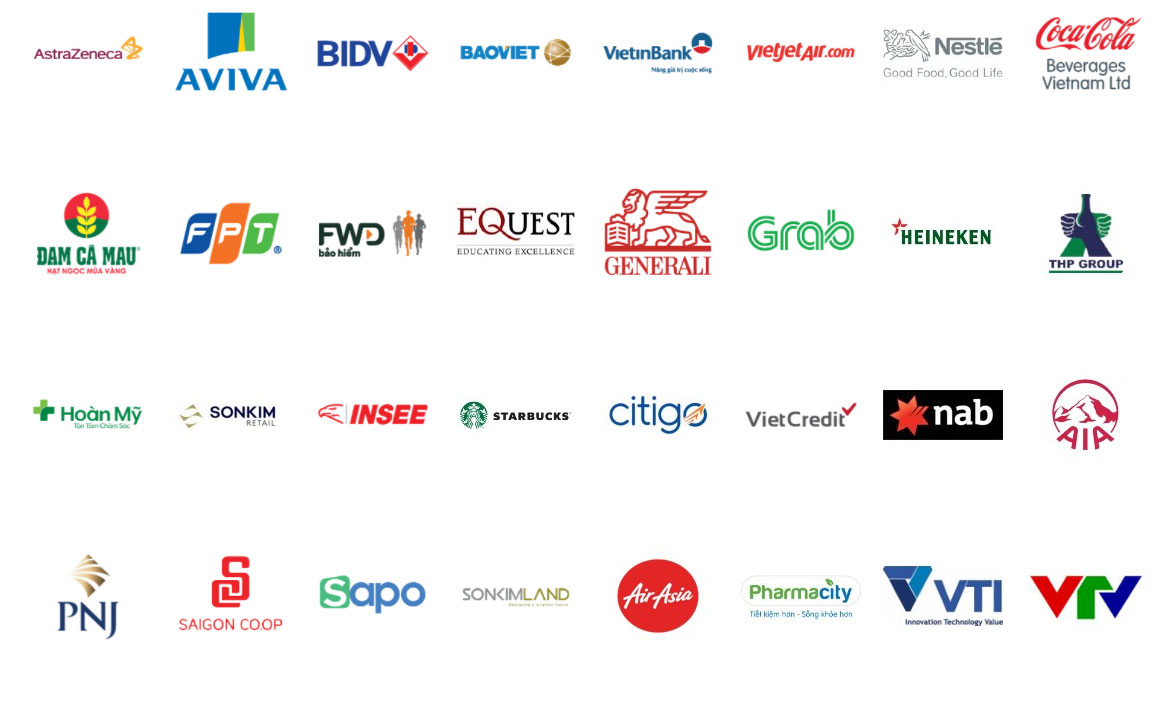 AstraZeneca
AVIVA
BIDV
BAOVIET
VietinBank
Nâng giá trị cuộc sống
vietjetAir.com
Nestlé
Good Food, Good Life
Coca-Cola
Beverages
Vietnam Ltd
ĐẠM CÀ MAU®
HẠT NGỌC MÙA VÀNG
FPT®
FWD
bảo hiểm
EQUEST
EDUCATING EXCELLENCE
GENERALI
Grab
HEINEKEN
THP GROUP
Hoàn Mỹ
Tận Tâm Chăm Sóc
SONKIM
RETAIL
INSEE
STARBUCKS
citigo
VietCredit
nab
AIA
PNJ
SAIGON CO.OP
Sapo
SONKIMLAND
Designing a brighter future
AirAsia
Pharmacity
Tiết kiệm hơn - Sống khỏe hơn
VTI
Innovation Technology Value
VTV